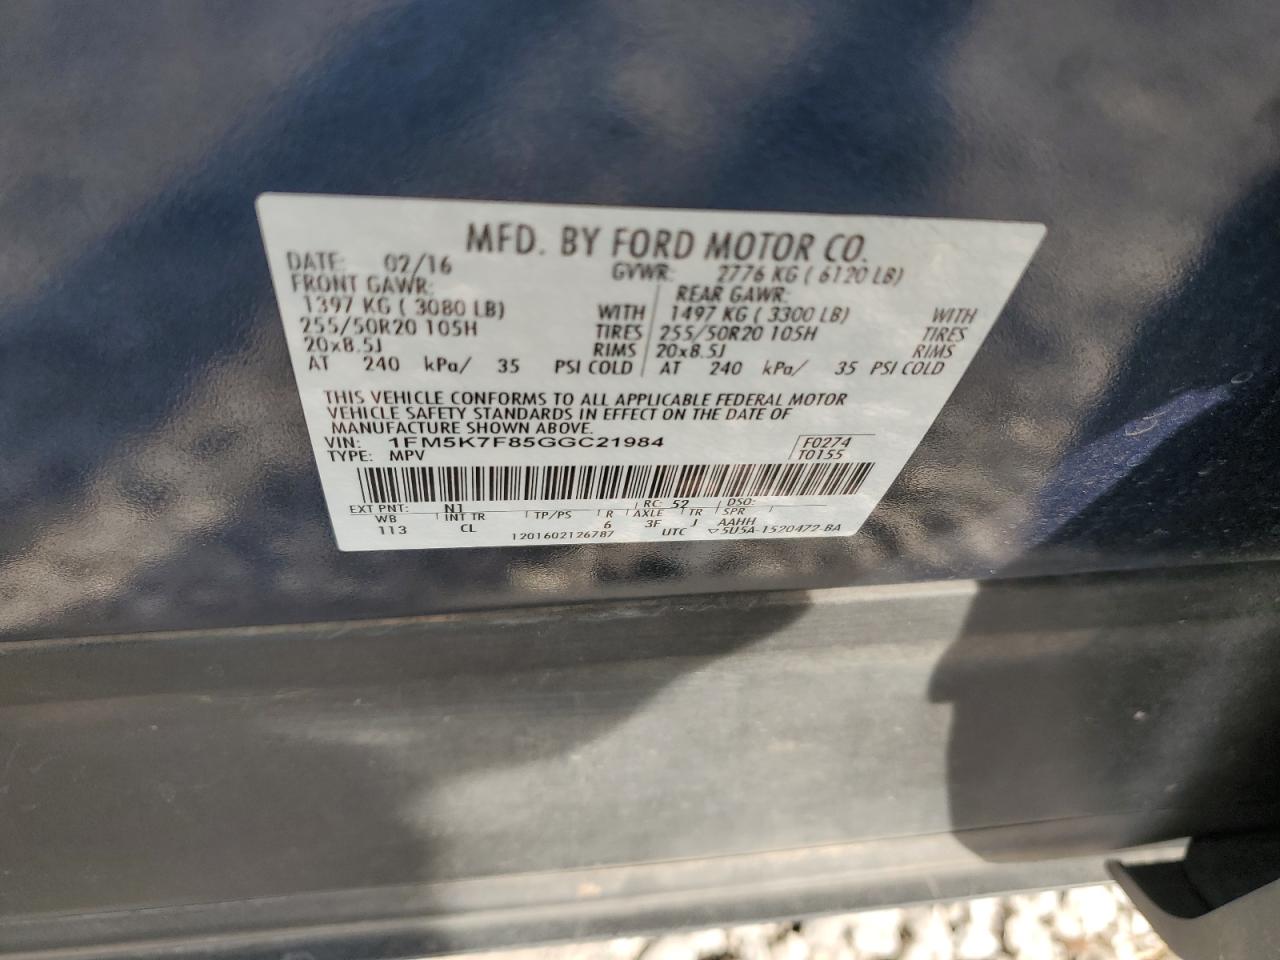 MFD. BY FORD MOTOR CO.
DATE: 02/16 GVWR: 2776 KG ( 6120 LB)
FRONT GAWR: REAR GAWR:
1397 KG ( 3080 LB) WITH 1497 KG ( 3300 LB) WITH
255/50R20 105H TIRES 255/50R20 105H TIRES
20x8.5J RIMS 20x8.5J RIMS
AT 240 kPa/ 35 PSI COLD AT 240 kPa/ 35 PSI COLD
THIS VEHICLE CONFORMS TO ALL APPLICABLE FEDERAL MOTOR
VEHICLE SAFETY STANDARDS IN EFFECT ON THE DATE OF
MANUFACTURE SHOWN ABOVE.
VIN: 1FM5K7F85GGC21984 F0274
TYPE: MPV T0155
EXT PNT: N1 RC: 52 DSO:
WB INT TR TP/PS R AXLE TR SPR
113 CL 6 3F J AAHH
1201602126787 UTC ▽5U5A-1520472-BA